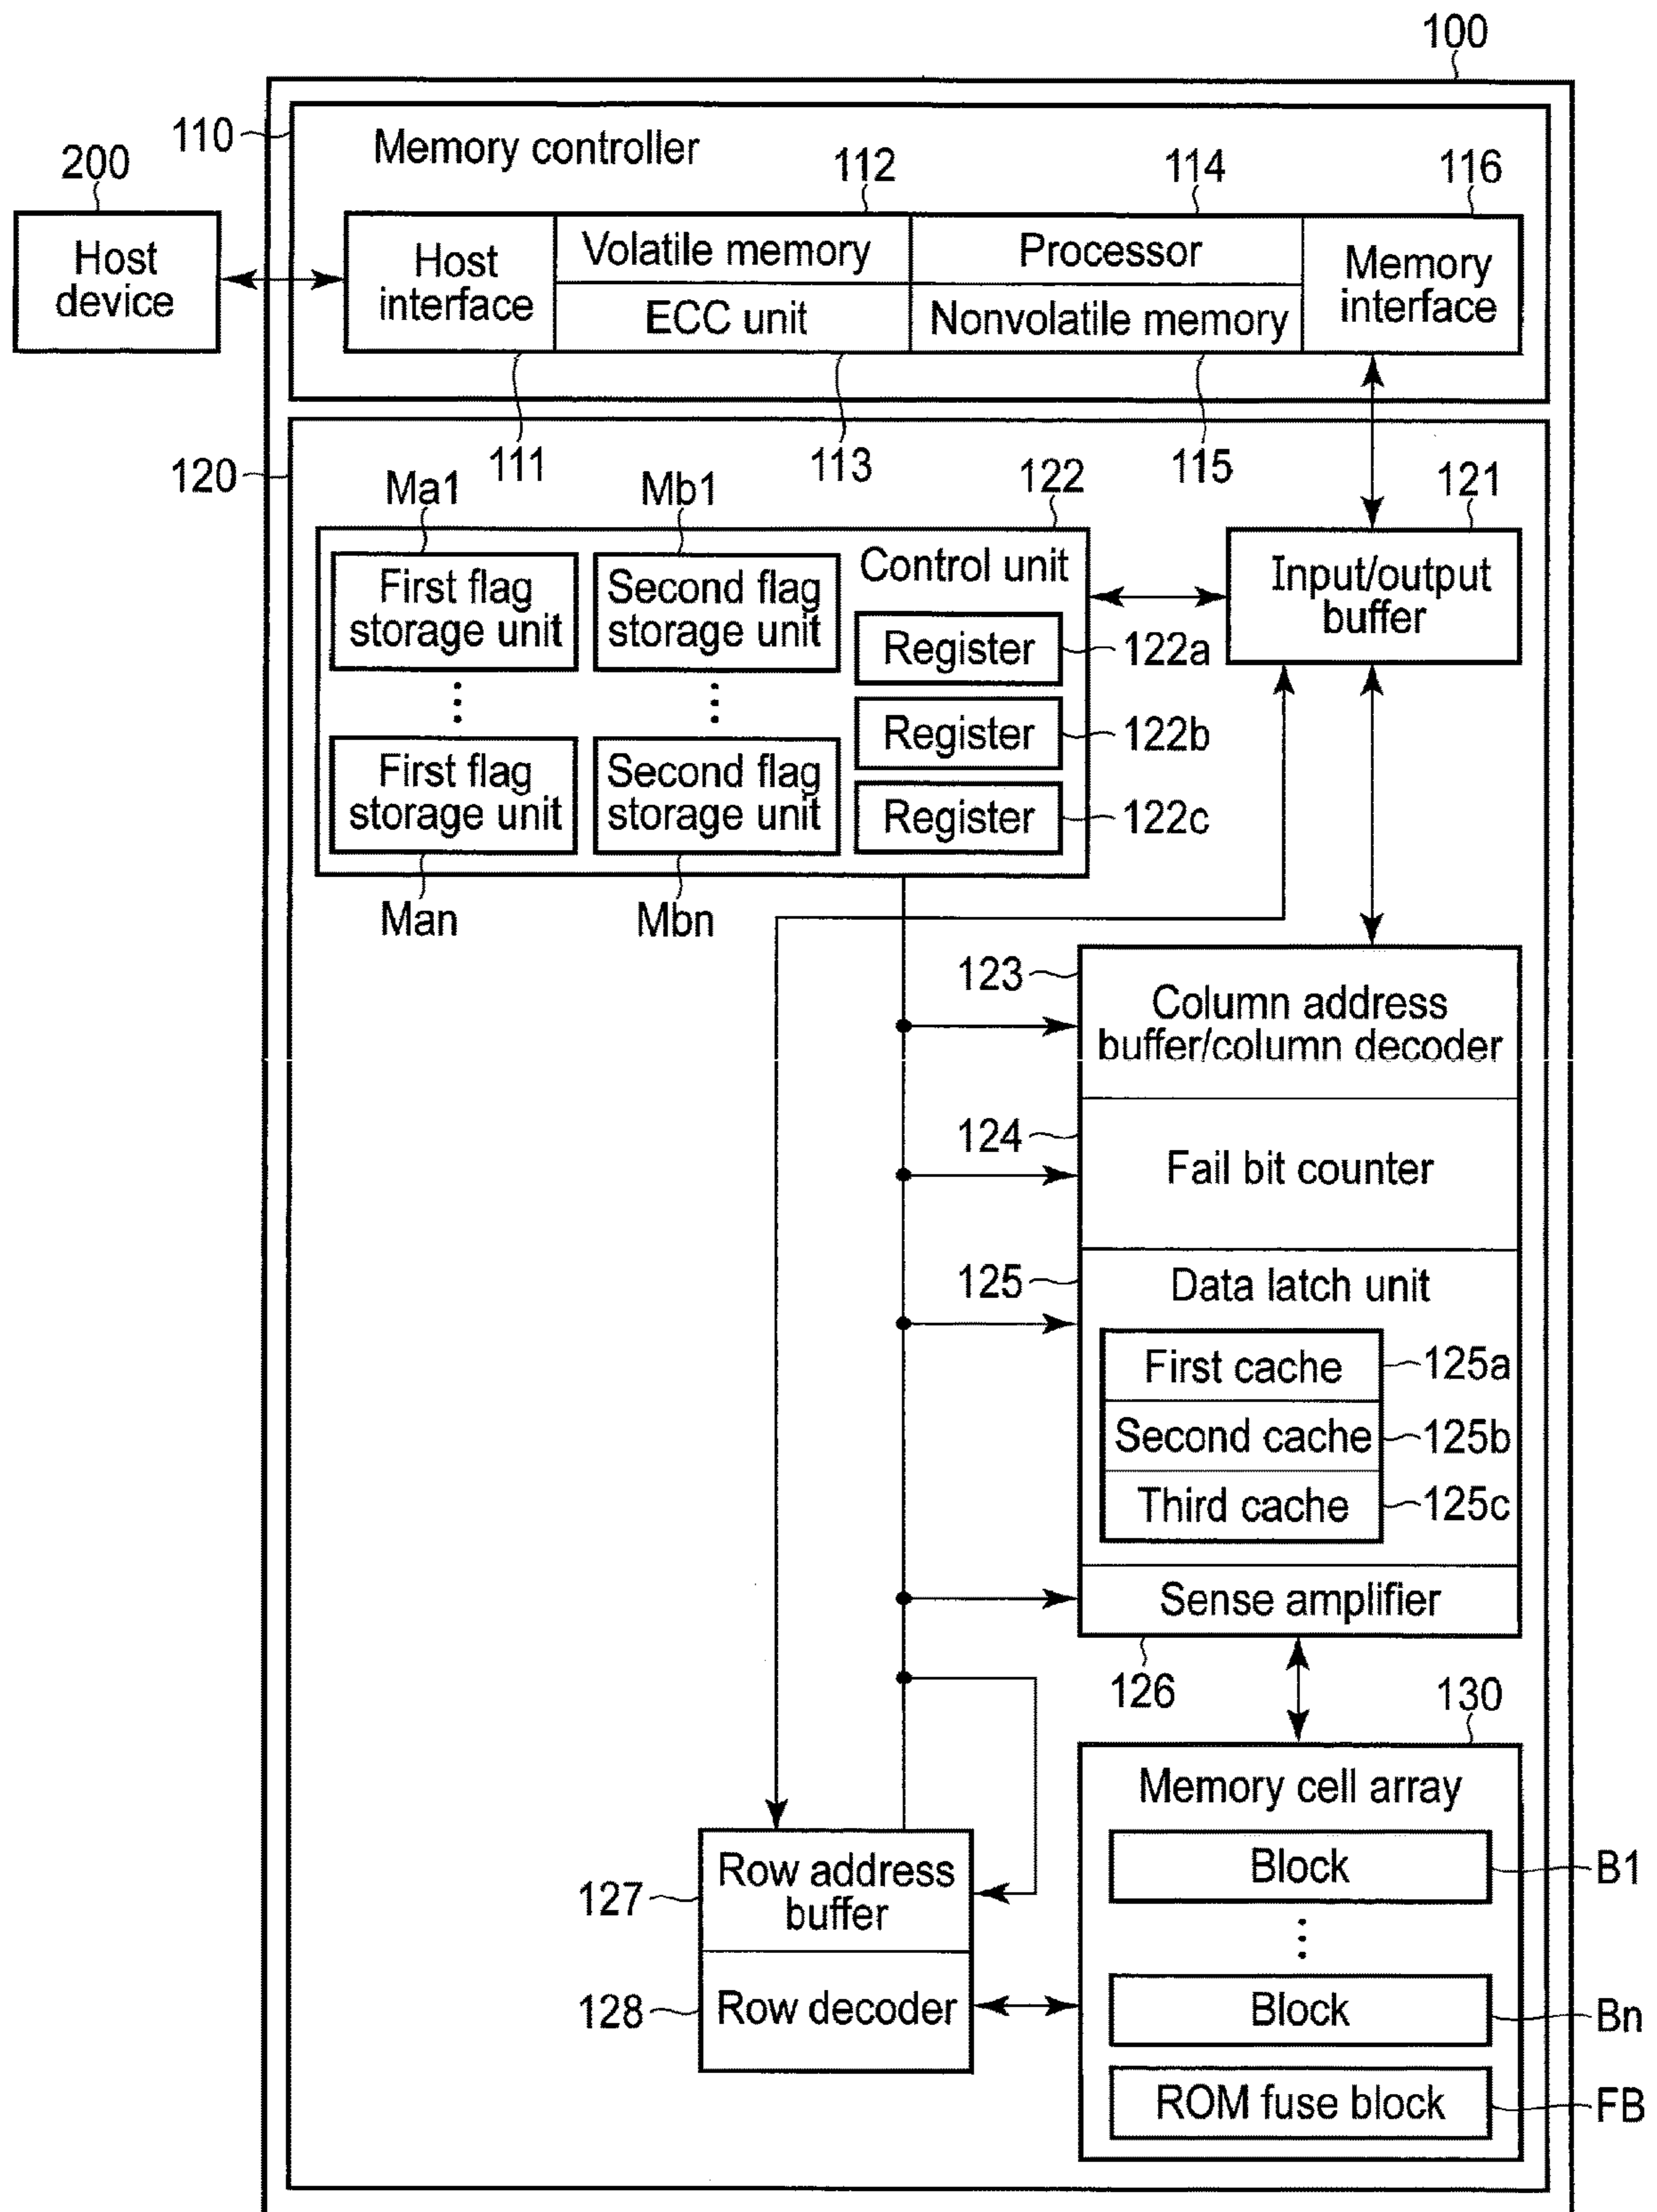 100
110
Memory controller
200
112
114
116
Host
device
Host
interface
Volatile memory
ECC unit
Processor
Nonvolatile memory
Memory
interface
111
113
115
120
Ma1
Mb1
122
121
First flag
storage unit
Second flag
storage unit
Control unit
Input/output
buffer
Register
122a
Register
122b
First flag
storage unit
Second flag
storage unit
Register
122c
Man
Mbn
123
Column address
buffer/column decoder
124
Fail bit counter
125
Data latch unit
First cache
125a
Second cache
125b
Third cache
125c
Sense amplifier
126
130
Memory cell array
Block
B1
127
Row address
buffer
128
Row decoder
Block
Bn
ROM fuse block
FB